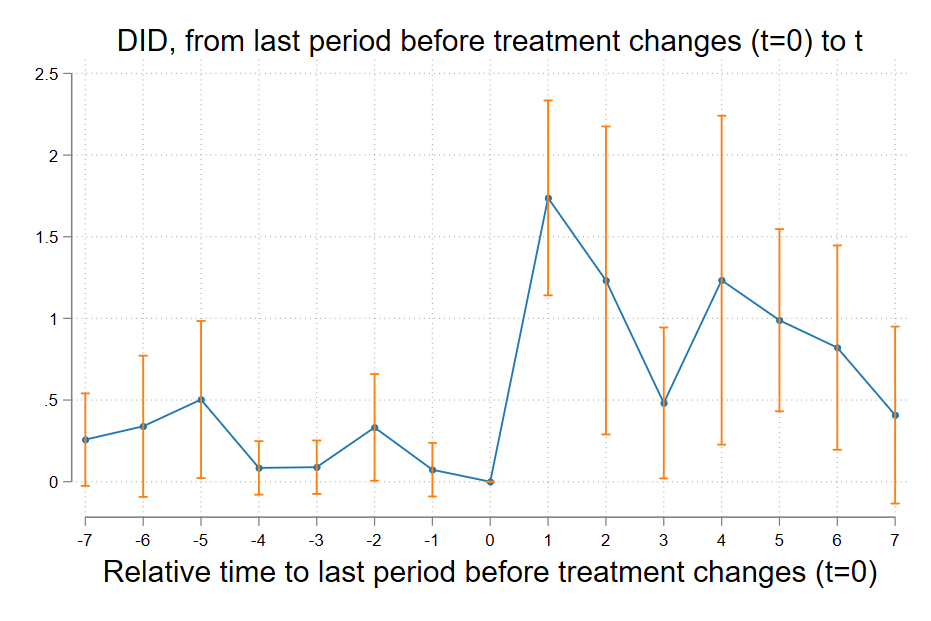 DID, from last period before treatment changes (t=0) to t
2.5
2
1.5
1
.5
0
-7 -6 -5 -4 -3 -2 -1 0 1 2 3 4 5 6 7
Relative time to last period before treatment changes (t=0)